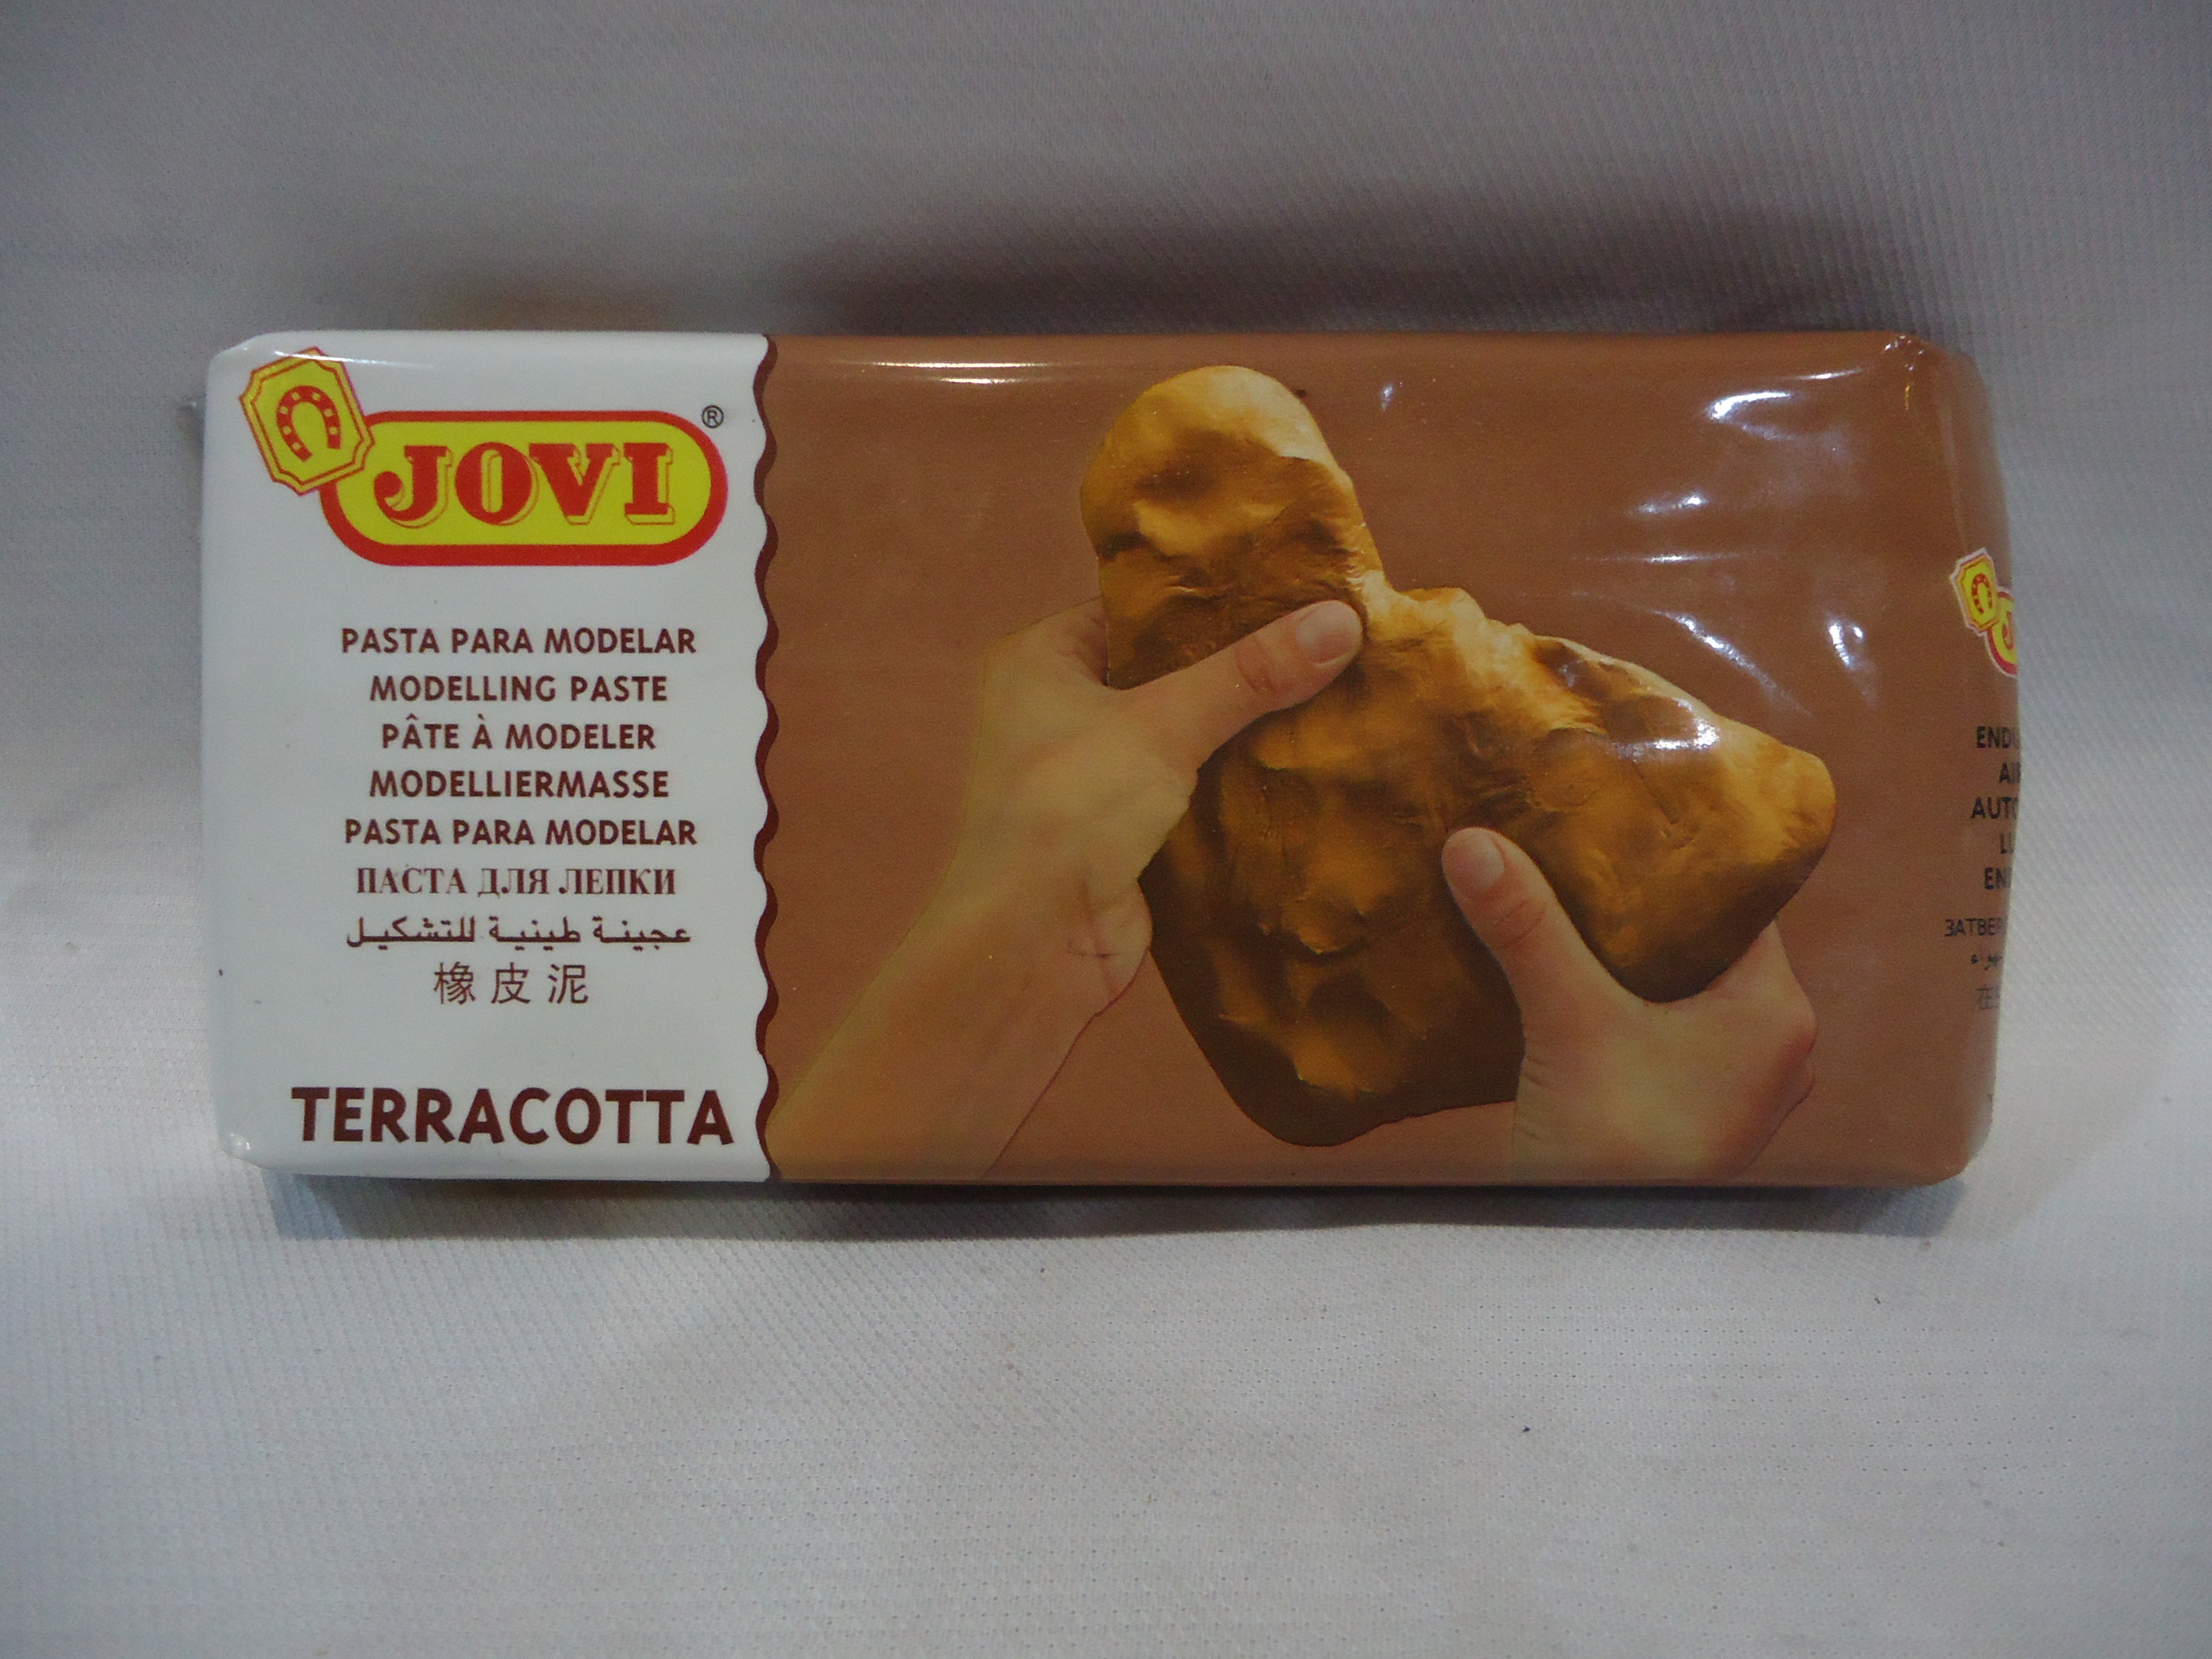 JOVI ®
PASTA PARA MODELAR
MODELLING PASTE
PÂTE À MODELER
MODELLIERMASSE
PASTA PARA MODELAR
ПАСТА ДЛЯ ЛЕПКИ
عجينة طينية للتشكيل
橡皮泥
TERRACOTTA